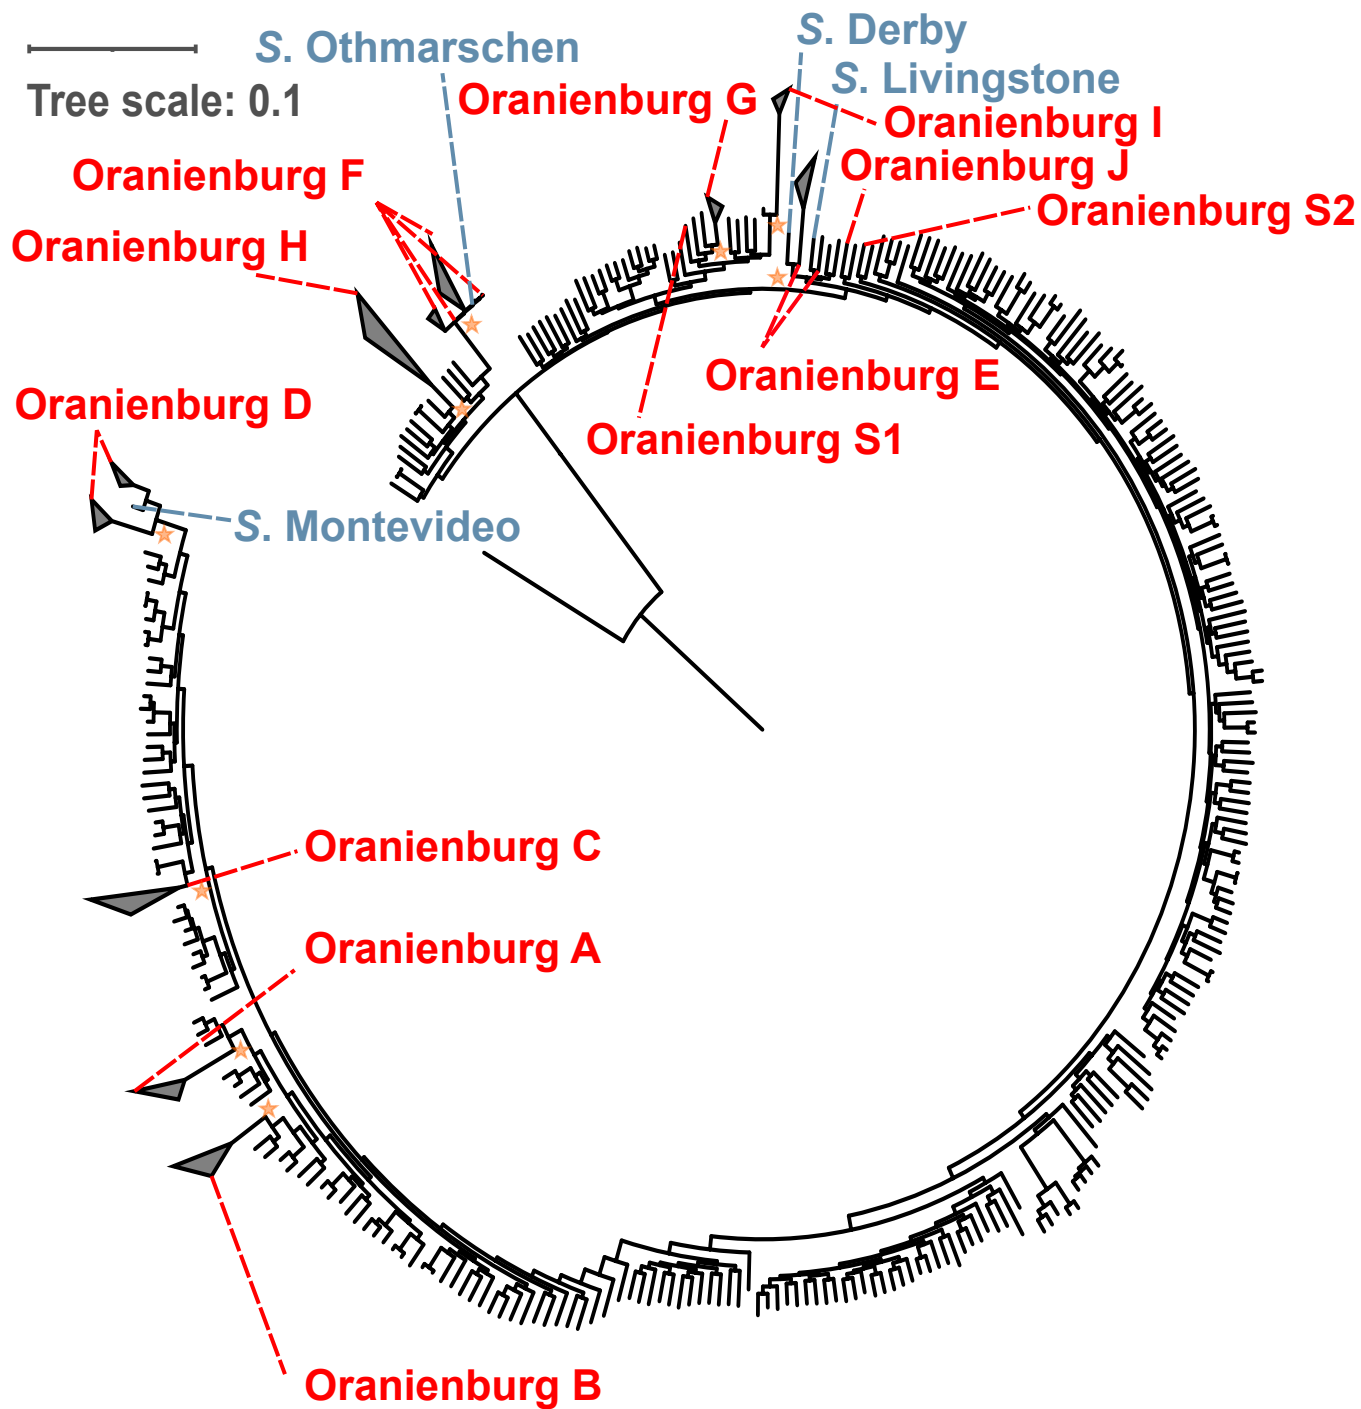 S. Derby
S. Othmarschen
S. Livingstone
Tree scale: 0.1
Oranienburg G
Oranienburg I
Oranienburg J
Oranienburg F
Oranienburg S2
Oranienburg H
Oranienburg E
Oranienburg D
Oranienburg S1
S. Montevideo
Oranienburg C
Oranienburg A
Oranienburg B